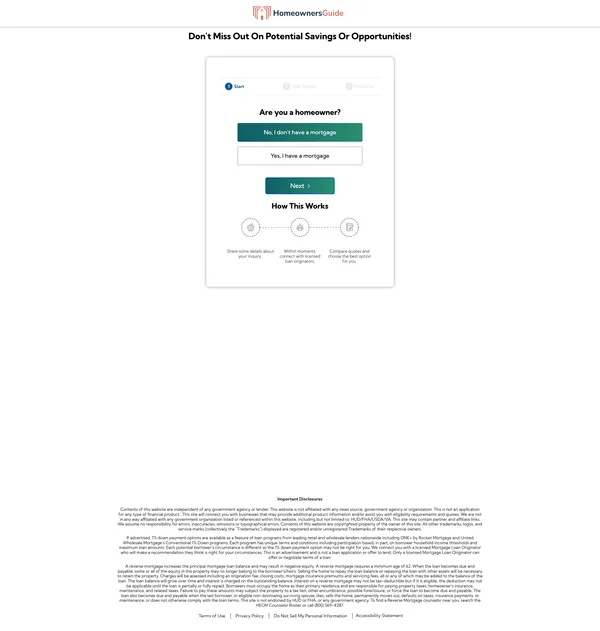 HomeownersGuide
Don't Miss Out On Potential Savings Or Opportunities!
1 Start
Are you a homeowner?
No, I don't have a mortgage
Yes, I have a mortgage
Next >
How This Works
Share some details about
your inquiry.
Within moments,
connect with licensed
loan originators
Compare quotes and
choose the best option
for you
Important Disclosures
Contents of this website are independent of any government agency or lender. This website is not affiliated with any news source, government agency or organization. This is not an application
for any type of financial product. This site will connect you with businesses that may provide additional product information and/or assist you with eligibility requirements and quotes. We are not
in any way affiliated with any government organization listed or referenced within this website, including but not limited to: HUD/FHA/USDA/VA. This site may contain partner and affiliate links.
We assume no responsibility for errors, inaccuracies, omissions or typographical errors. Contents of this website are copyrighted property of the owner of this site. All other trademarks, logos, and
service marks (collectively the "Trademarks") displayed are registered and/or unregistered Trademarks of their respective owners.
If advertised, 1% down payment options are available as a feature of loan programs from leading retail and wholesale lenders nationwide including ONE+ by Rocket Mortgage and United
Wholesale Mortgage's Conventional 1% Down programs. Each program has unique terms and conditions including participation based, in part, on borrower household income thresholds and
maximum loan amounts. Each potential borrower's circumstance is different so the 1% down payment option may not be right for you. We connect you with a licensed Mortgage Loan Originator
who will make a recommendation they think is right for your circumstances. This is an advertisement and not a loan application or offer to lend. Only a licensed Mortgage Loan Originator can
offer or negotiate terms of a loan.
A reverse mortgage increases the principal mortgage loan balance and may result in negative equity. A reverse mortgage requires a minimum age of 62. When the loan becomes due and
payable, some or all of the equity in the property may no longer belong to the borrower/s/heirs. Selling the home to repay the loan balance or repaying the loan with other assets will be necessary
to retain the property. Charges will be assessed including an origination fee, closing costs, mortgage insurance premiums and servicing fees, all or any of which may be added to the balance of the
loan. The loan balance will grow over time and interest is charged on the outstanding balance. Interest on a reverse mortgage may not be tax-deductible but if it is eligible, the deduction may not
be applicable until the loan is partially or fully repaid. Borrowers must occupy the home as their primary residence and are responsible for paying property taxes, homeowner's insurance,
maintenance, and related taxes. Failure to pay these amounts may subject the property to a tax lien, other encumbrance, possible foreclosure, or force the loan to become due and payable. The
loan also becomes due and payable when the last borrower, or eligible non-borrowing surviving spouse, dies, sells the home, permanently moves out, defaults on taxes, insurance payments, or
maintenance, or does not otherwise comply with the loan terms. This site is not endorsed by HUD or FHA, or any government agency. To find a Reverse Mortgage counselor near you, search the
HECM Counselor Roster or call (800) 569-4287.
Terms of Use | Privacy Policy | Do Not Sell My Personal Information | Accessibility Statement